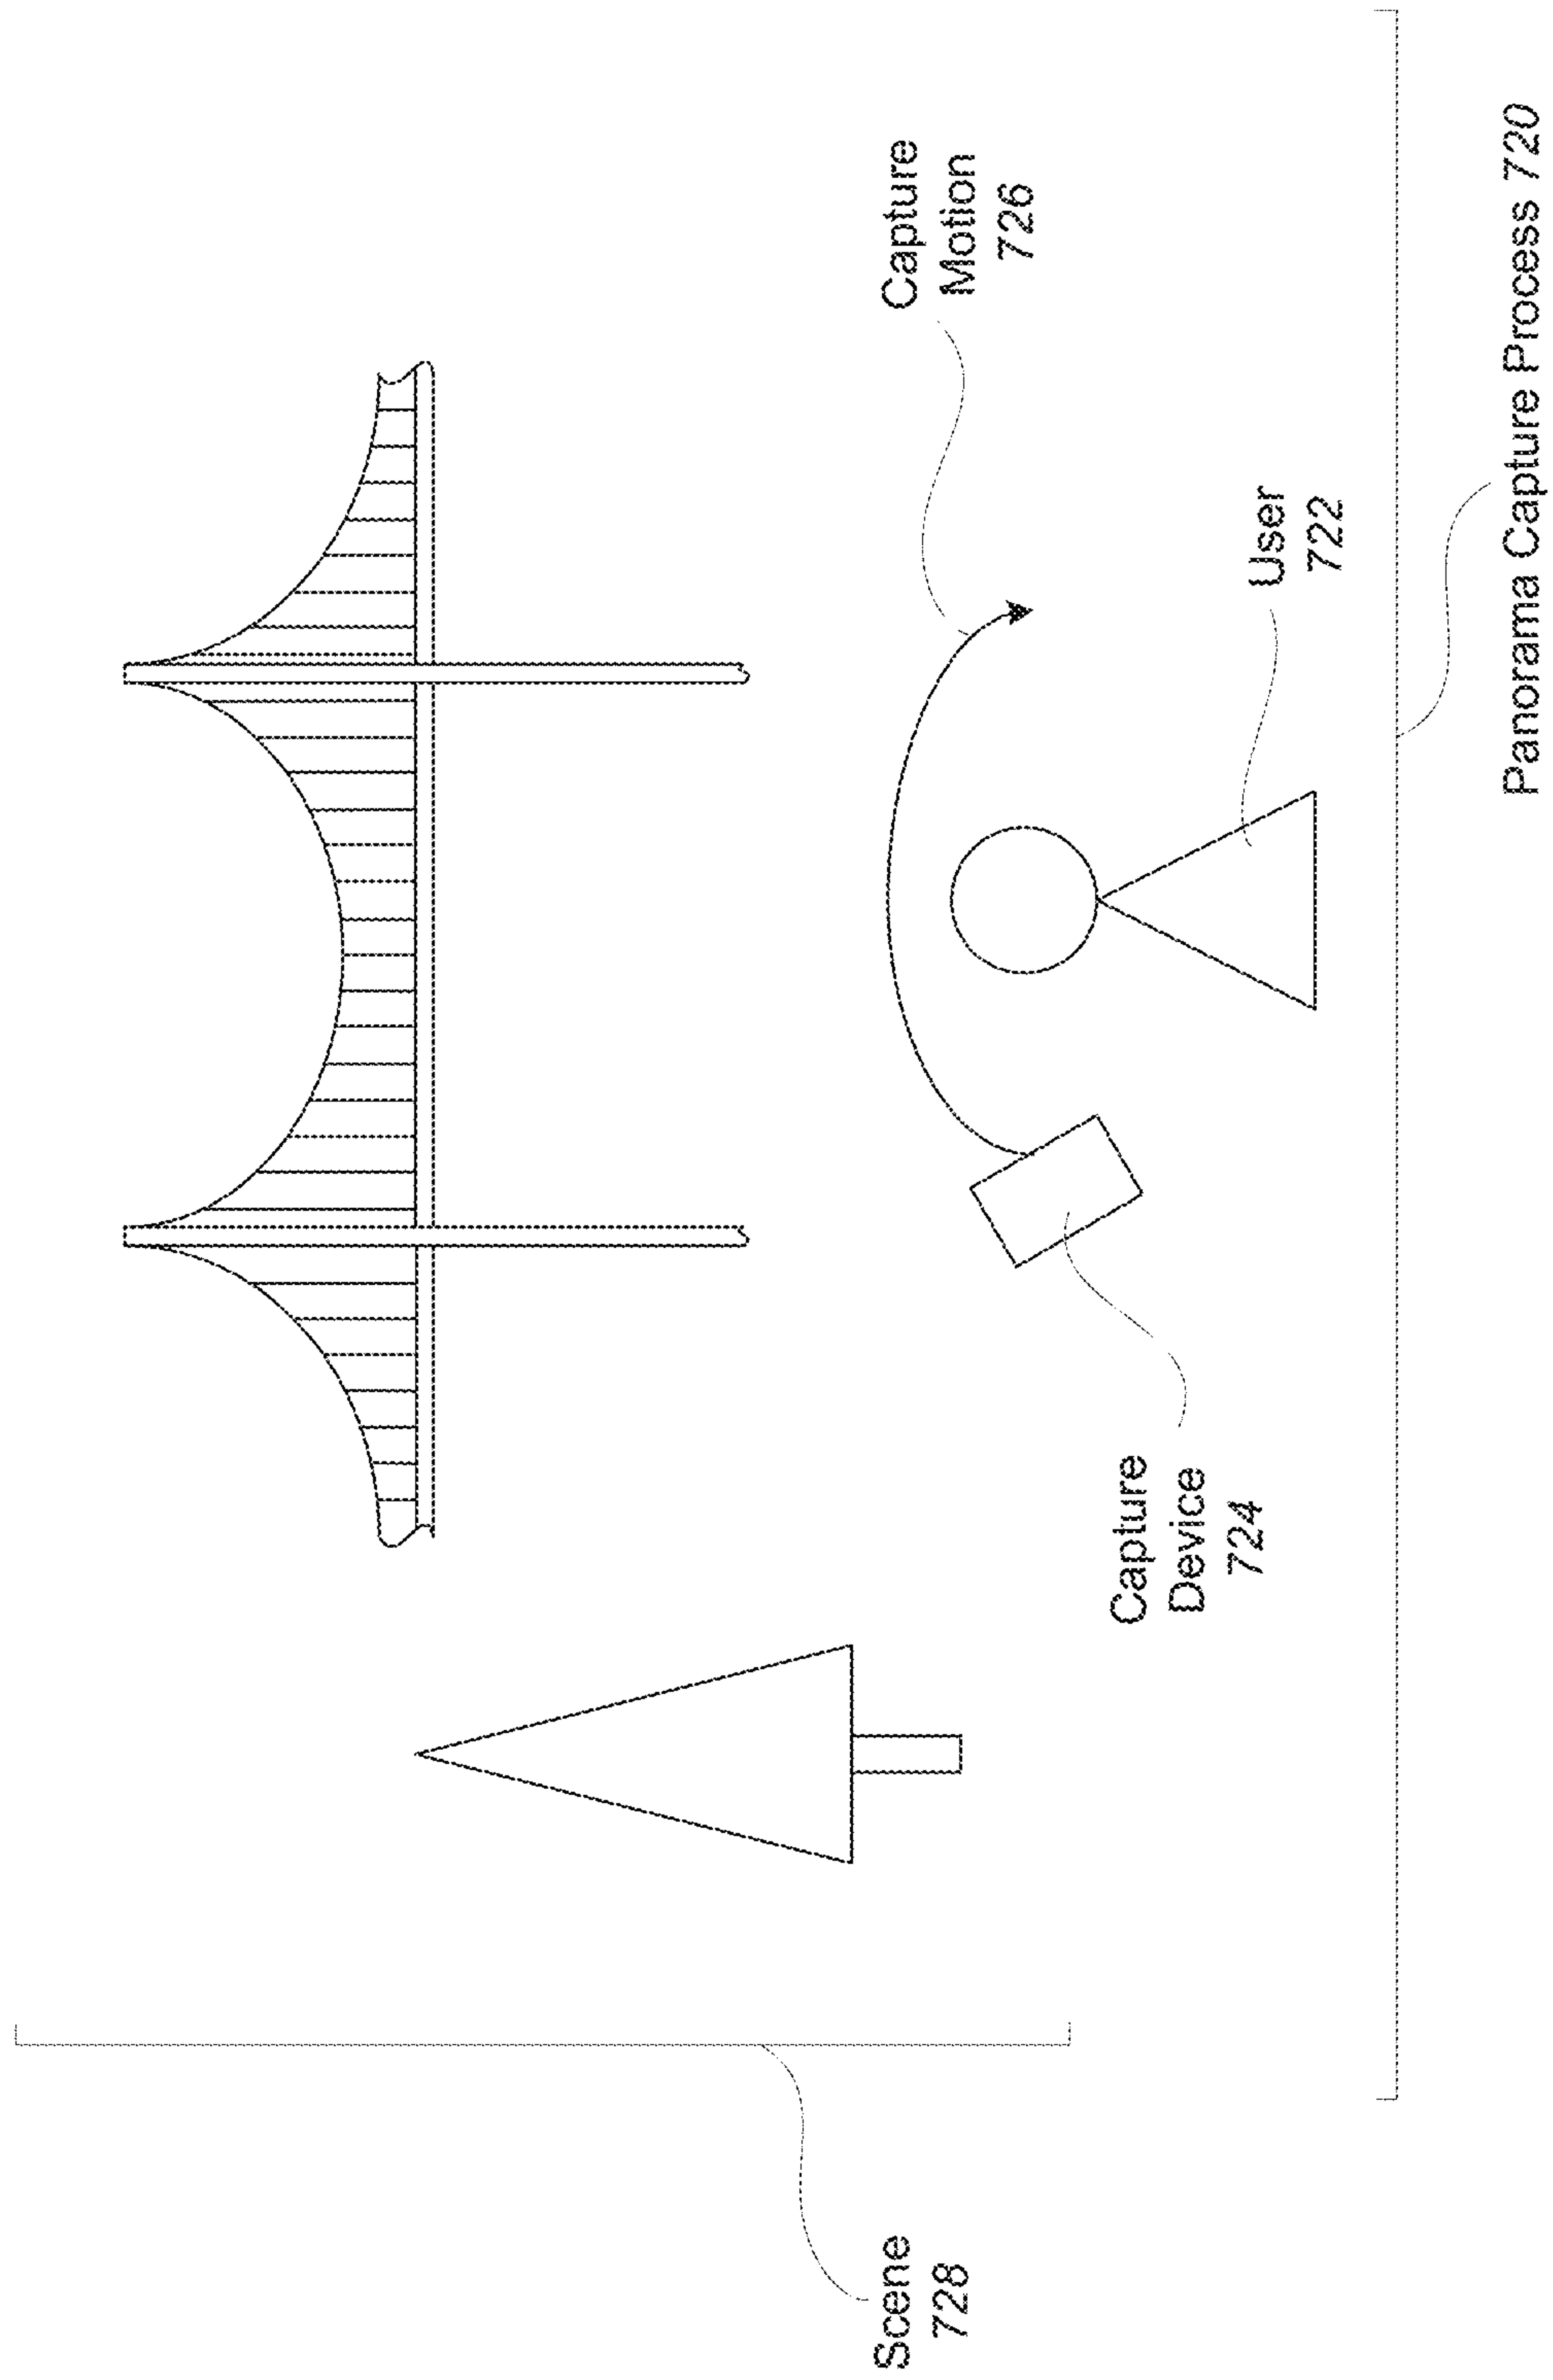 Scene
728
Capture
Device
724
Capture
Motion
726
User
722
Panorama Capture Process 720